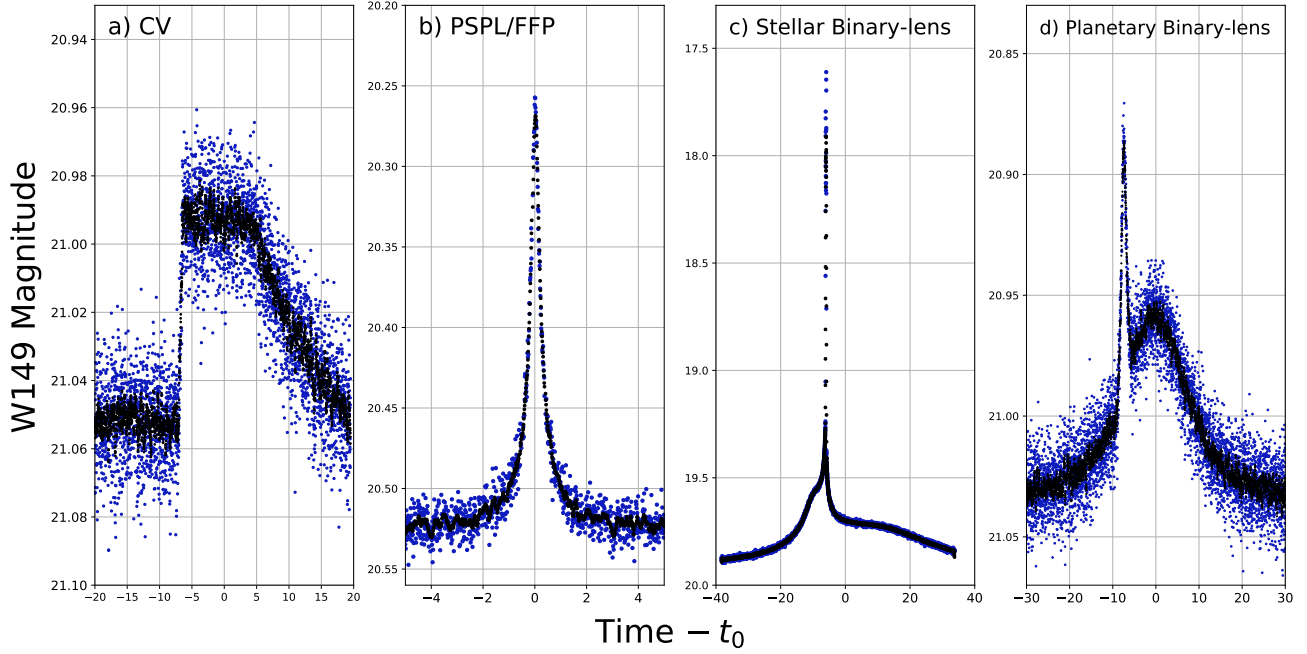 a) CV
b) PSPL/FFP
c) Stellar Binary-lens
d) Planetary Binary-lens
W149 Magnitude
20.94
20.96
20.98
21.00
21.02
21.04
21.06
21.08
21.10
−20 −15 −10 −5 0 5 10 15 20
20.20
20.25
20.30
20.35
20.40
20.45
20.50
20.55
−4 −2 0 2 4
17.5
18.0
18.5
19.0
19.5
20.0
−40 −20 0 20 40
20.85
20.90
20.95
21.00
21.05
−30 −20 −10 0 10 20 30
Time − t0